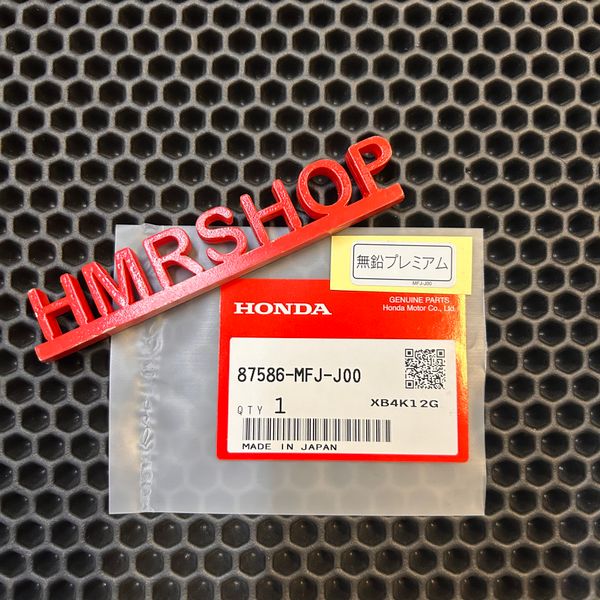 HMRSHOP
無鉛プレミアム
MFJ-J00
HONDA
GENUINE PARTS
Honda Motor Co., Ltd.
87586-MFJ-J00
QTY 1
XB4K12G
MADE IN JAPAN